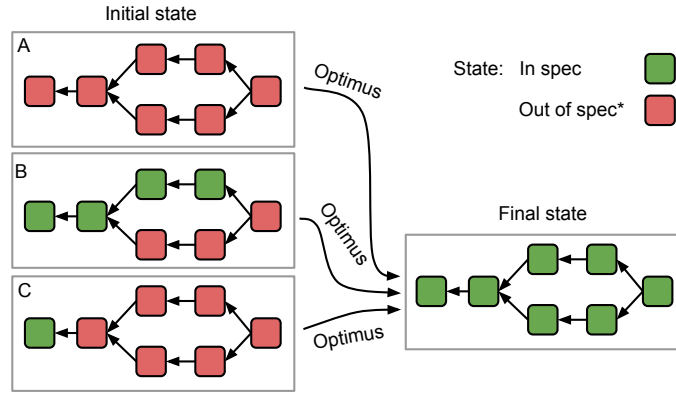 Initial state
A
Optimus
State: In spec
Out of spec*
B
Optimus
Final state
C
Optimus